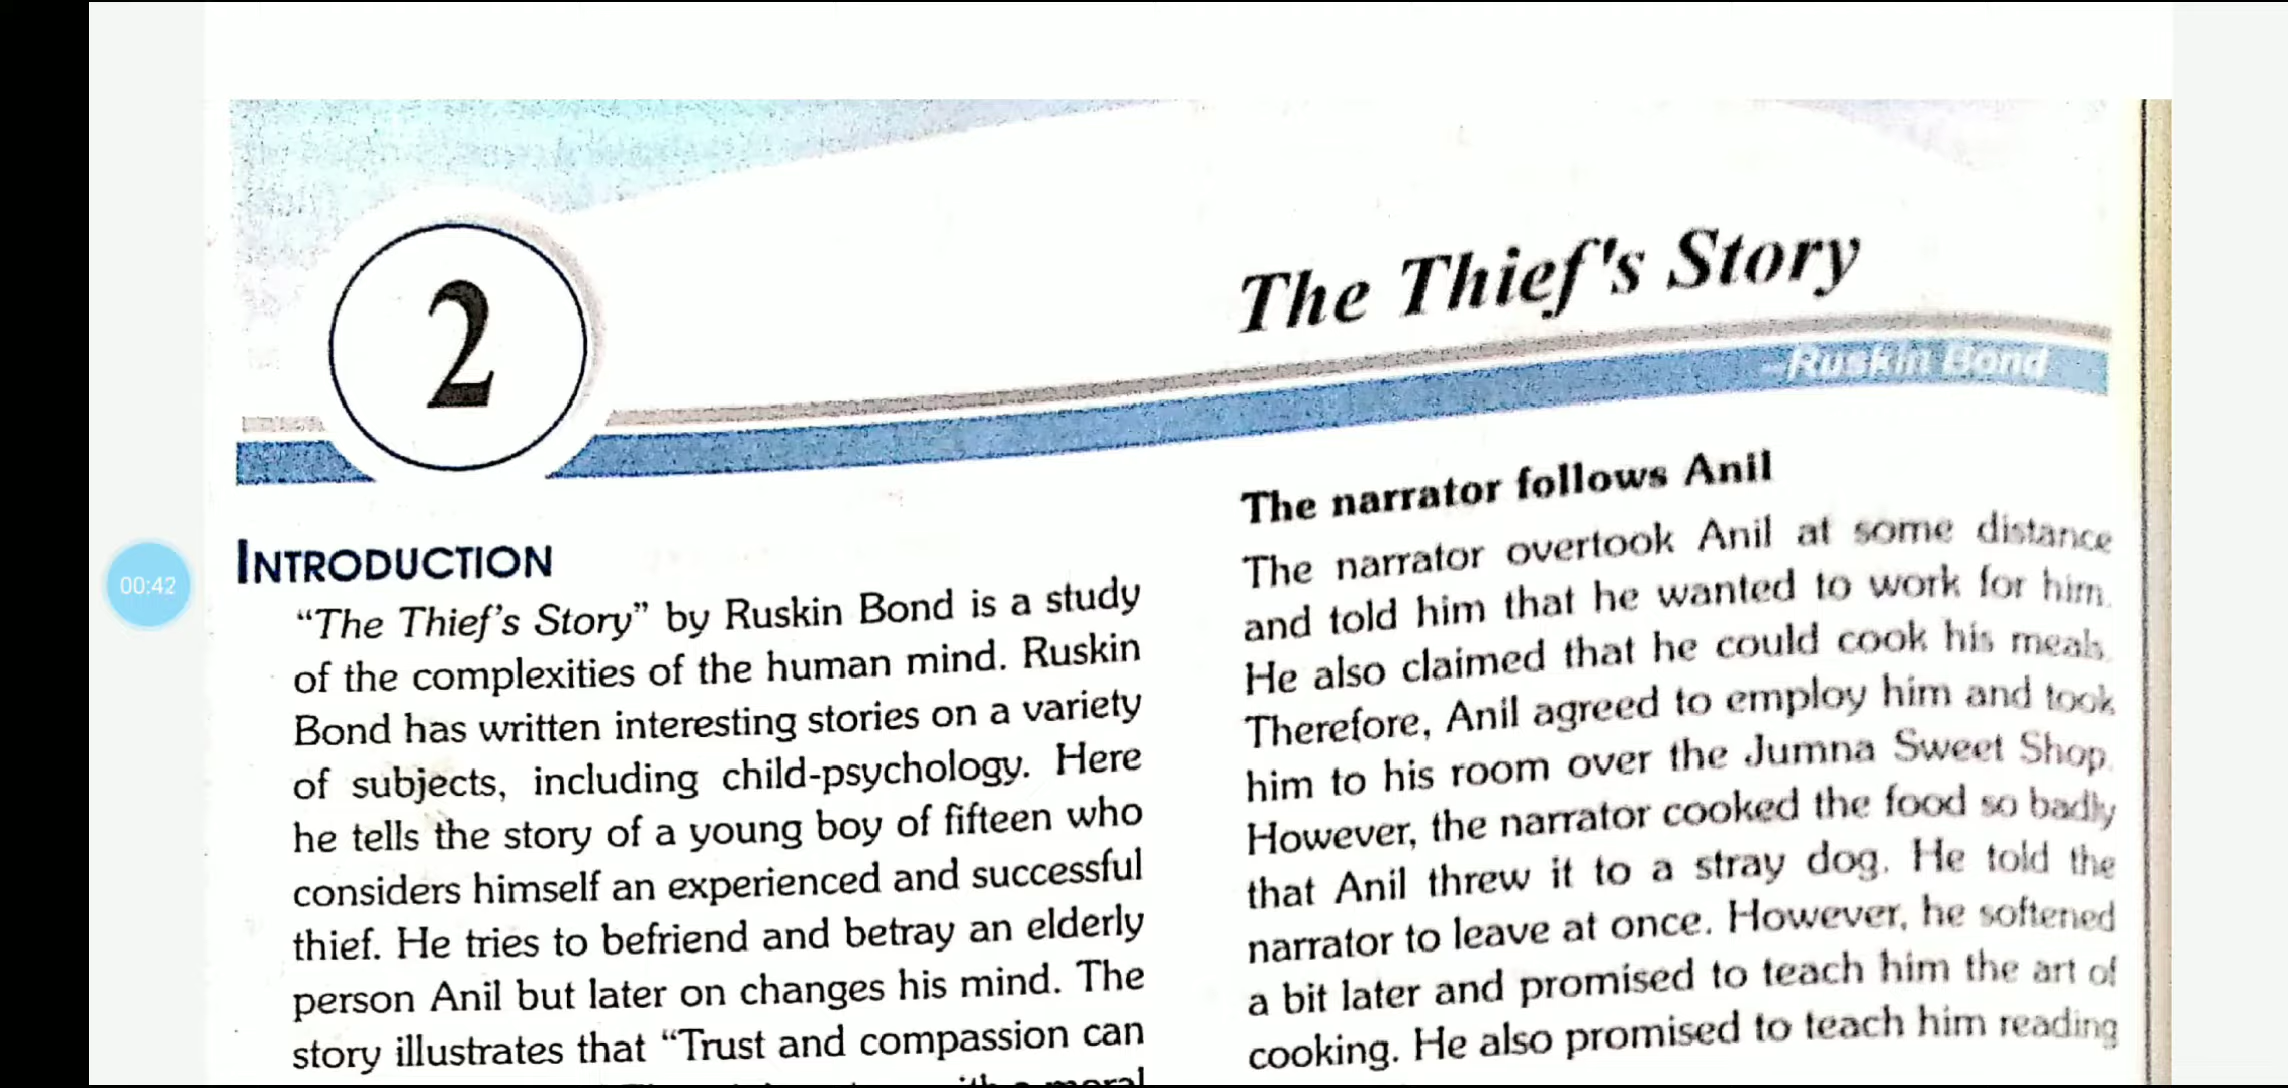 2
The Thief's Story
-Ruskin Bond
INTRODUCTION
“The Thief’s Story” by Ruskin Bond is a study
of the complexities of the human mind. Ruskin
Bond has written interesting stories on a variety
of subjects, including child-psychology. Here
he tells the story of a young boy of fifteen who
considers himself an experienced and successful
thief. He tries to befriend and betray an elderly
person Anil but later on changes his mind. The
story illustrates that “Trust and compassion can
moral
The narrator follows Anil
The narrator overtook Anil at some distance
and told him that he wanted to work for him.
He also claimed that he could cook his meals.
Therefore, Anil agreed to employ him and took
him to his room over the Jumna Sweet Shop.
However, the narrator cooked the food so badly
that Anil threw it to a stray dog. He told the
narrator to leave at once. However, he softened
a bit later and promised to teach him the art of
cooking. He also promised to teach him reading
00:42